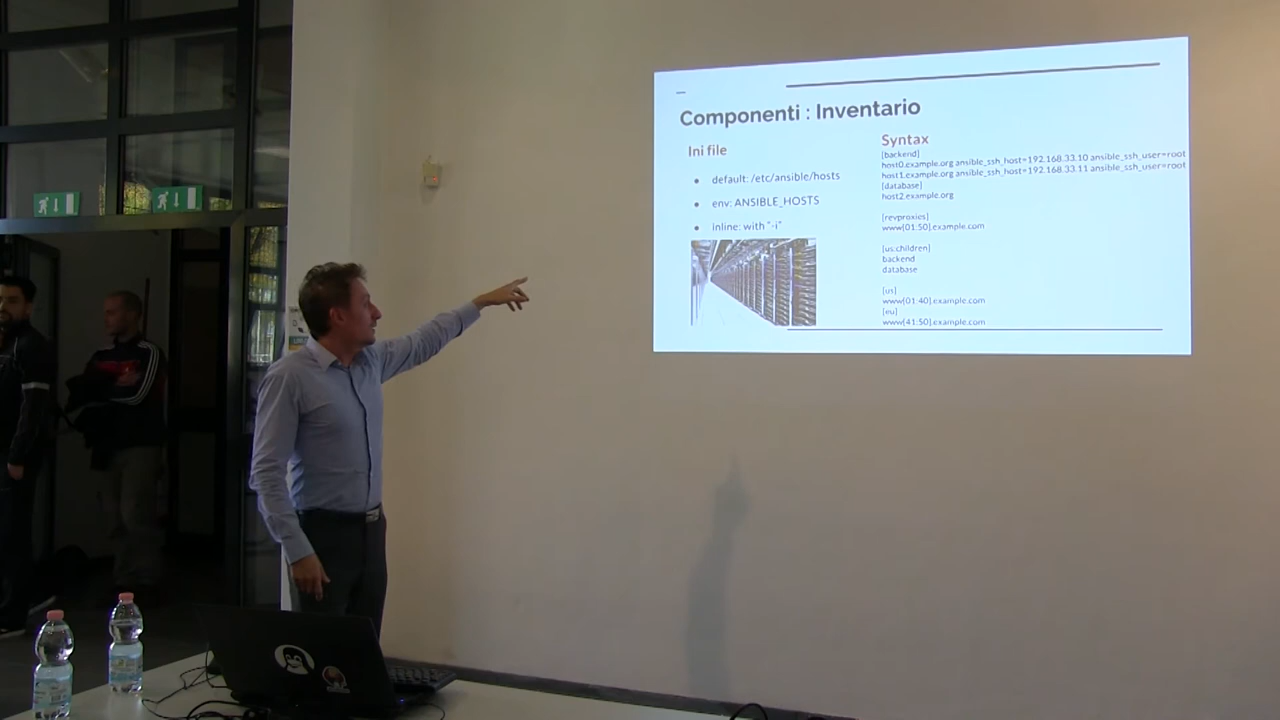 Componenti : Inventario
Ini file
default: /etc/ansible/hosts
env: ANSIBLE_HOSTS
inline: with "-i"
Syntax
[backend]
host0.example.org ansible_ssh_host=192.168.33.10 ansible_ssh_user=root
host1.example.org ansible_ssh_host=192.168.33.11 ansible_ssh_user=root
[database]
host2.example.org
[revproxies]
www[01:50].example.com
[us:children]
backend
database
[us]
www[01:40].example.com
[eu]
www[41:50].example.com